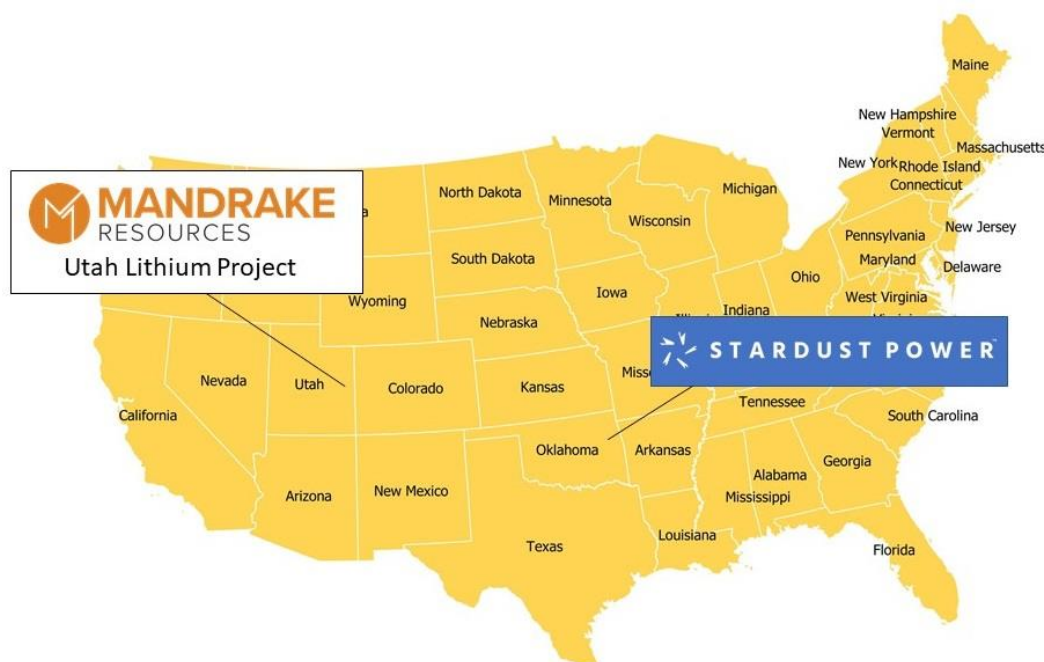 Maine
New Hampshire
Vermont
Massachusetts
New York
Rhode Island
Connecticut
Michigan
North Dakota
Minnesota
Wisconsin
MANDRAKE
RESOURCES
Utah Lithium Project
Pennsylvania
New Jersey
South Dakota
Maryland
Ohio
Delaware
Iowa
Wyoming
West Virginia
Indiana
Nebraska
STARDUST POWER™
Nevada
Utah
Colorado
Kansas
Tennessee
California
South Carolina
Oklahoma
Arkansas
Georgia
Alabama
Arizona
New Mexico
Mississippi
Louisiana
Texas
Florida